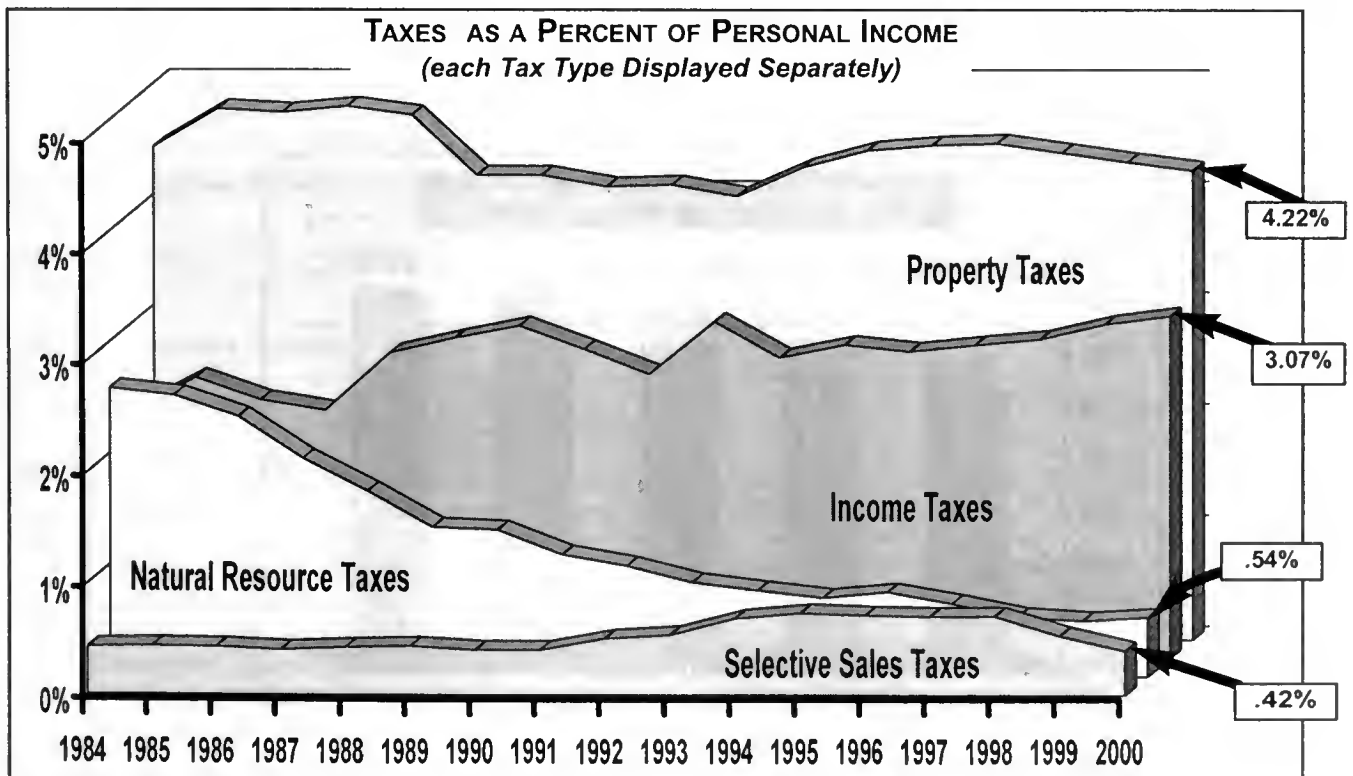 TAXES AS A PERCENT OF PERSONAL INCOME
(each Tax Type Displayed Separately)
5%
4%
3%
2%
1%
0%
Property Taxes
Income Taxes
Natural Resource Taxes
Selective Sales Taxes
4.22%
3.07%
.54%
.42%
1984 1985 1986 1987 1988 1989 1990 1991 1992 1993 1994 1995 1996 1997 1998 1999 2000